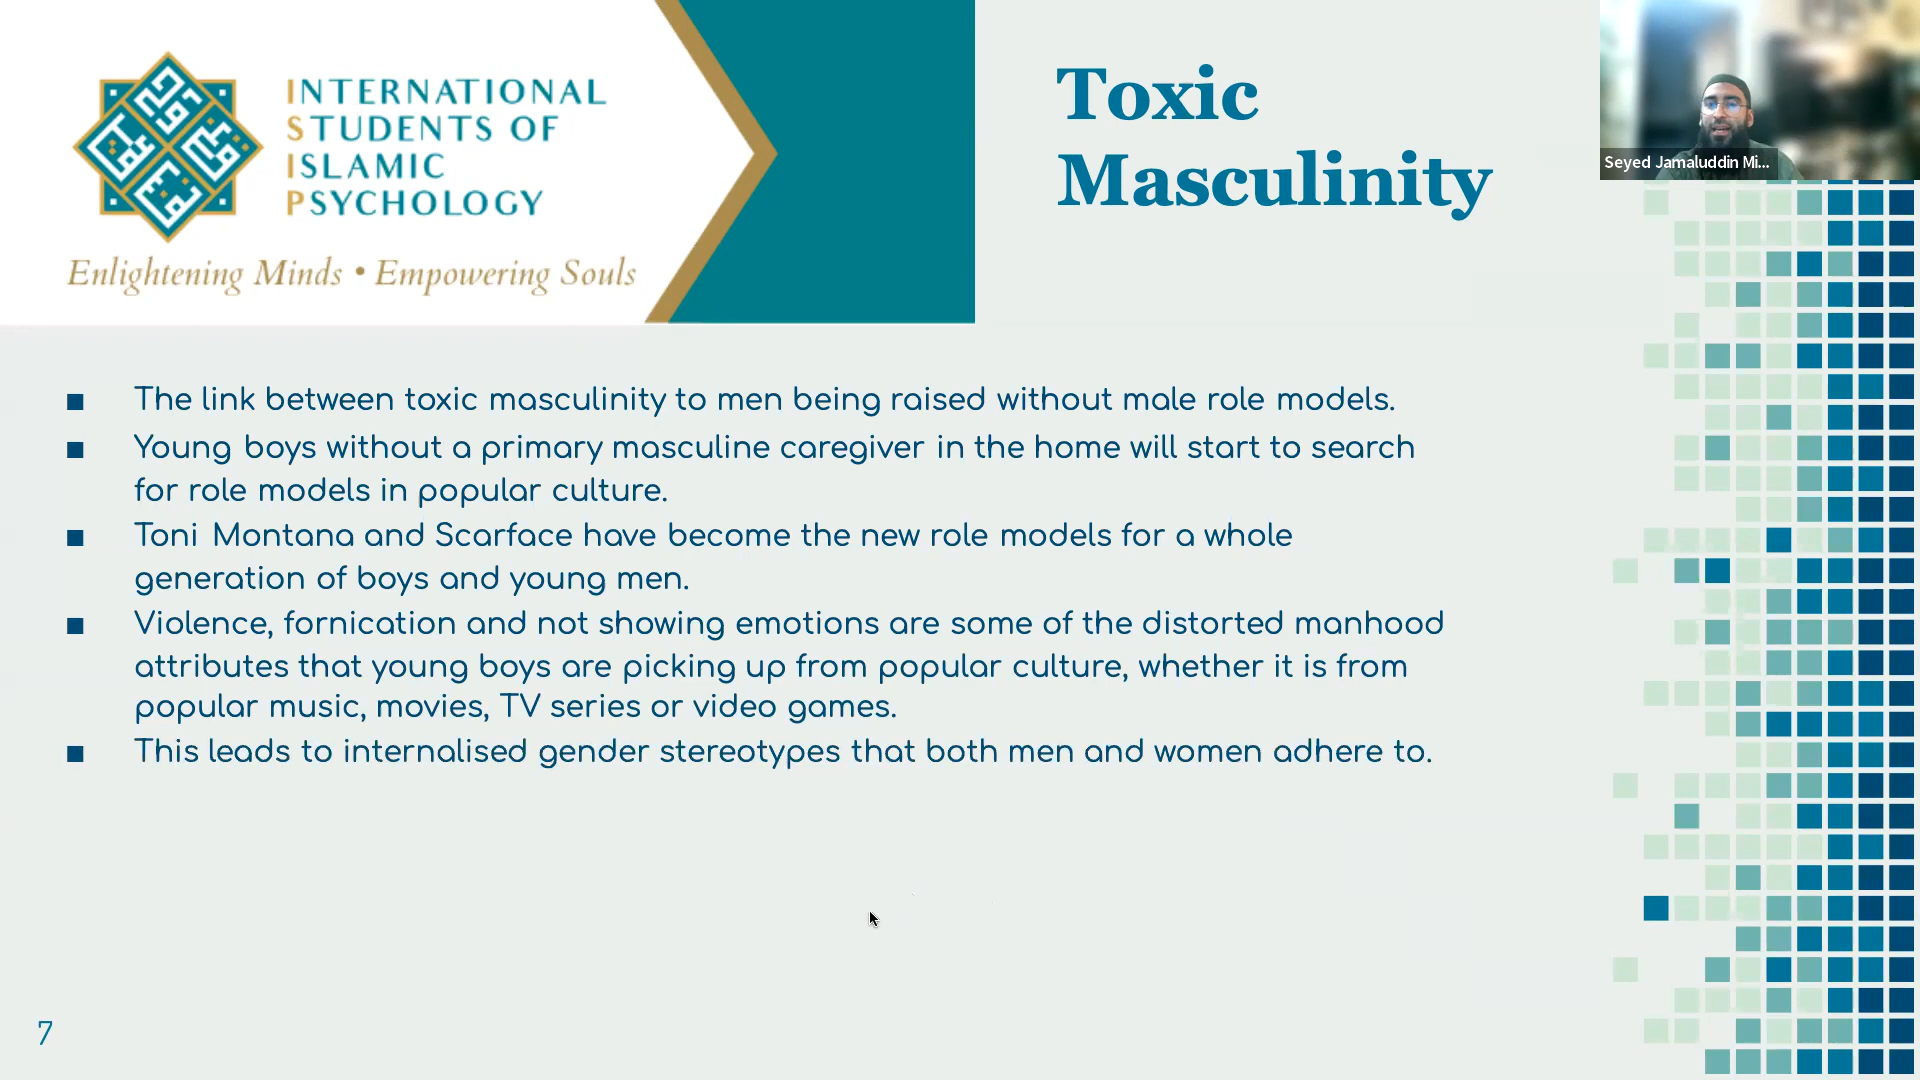 INTERNATIONAL
STUDENTS OF
ISLAMIC
PSYCHOLOGY
Enlightening Minds • Empowering Souls
Toxic
Masculinity
Seyed Jamaluddin Mi...
■ The link between toxic masculinity to men being raised without male role models.
■ Young boys without a primary masculine caregiver in the home will start to search
for role models in popular culture.
■ Toni Montana and Scarface have become the new role models for a whole
generation of boys and young men.
■ Violence, fornication and not showing emotions are some of the distorted manhood
attributes that young boys are picking up from popular culture, whether it is from
popular music, movies, TV series or video games.
■ This leads to internalised gender stereotypes that both men and women adhere to.
7